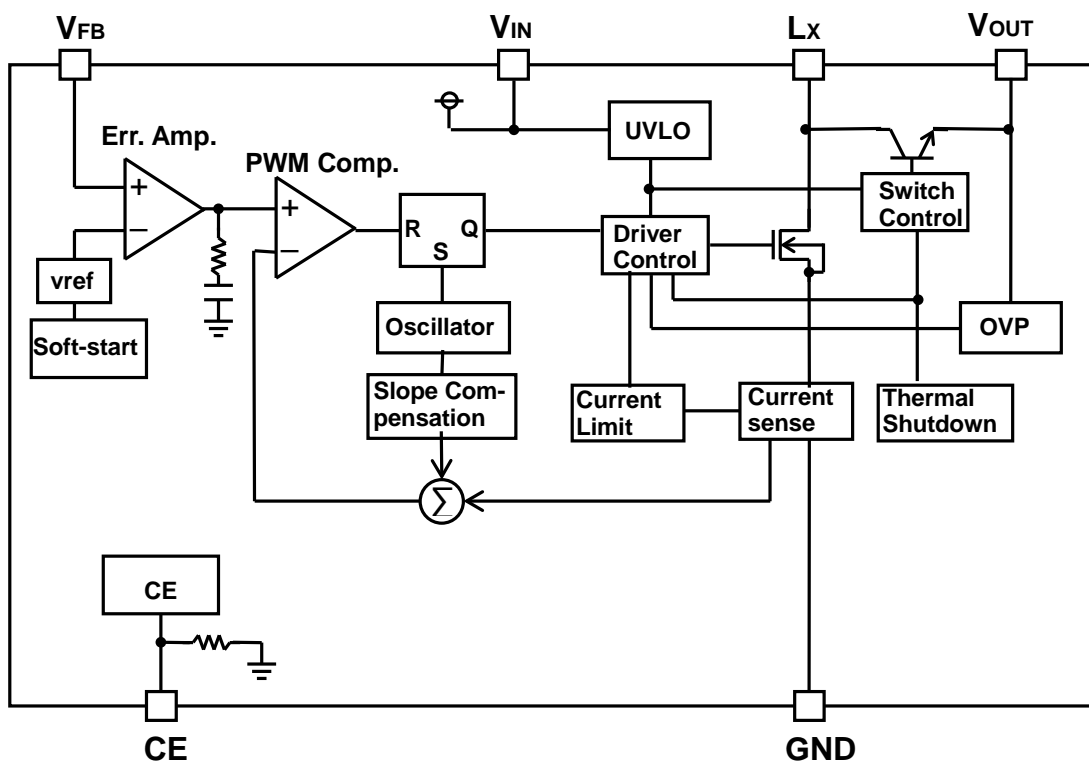 VFB
VIN
LX
VOUT
Err. Amp.
UVLO
PWM Comp.
Switch
Control
+
−
+
−
R
Q
S
Driver
Control
vref
Soft-start
Oscillator
OVP
Slope Com-
pensation
Current
Limit
Current
sense
Thermal
Shutdown
Σ
CE
CE
GND